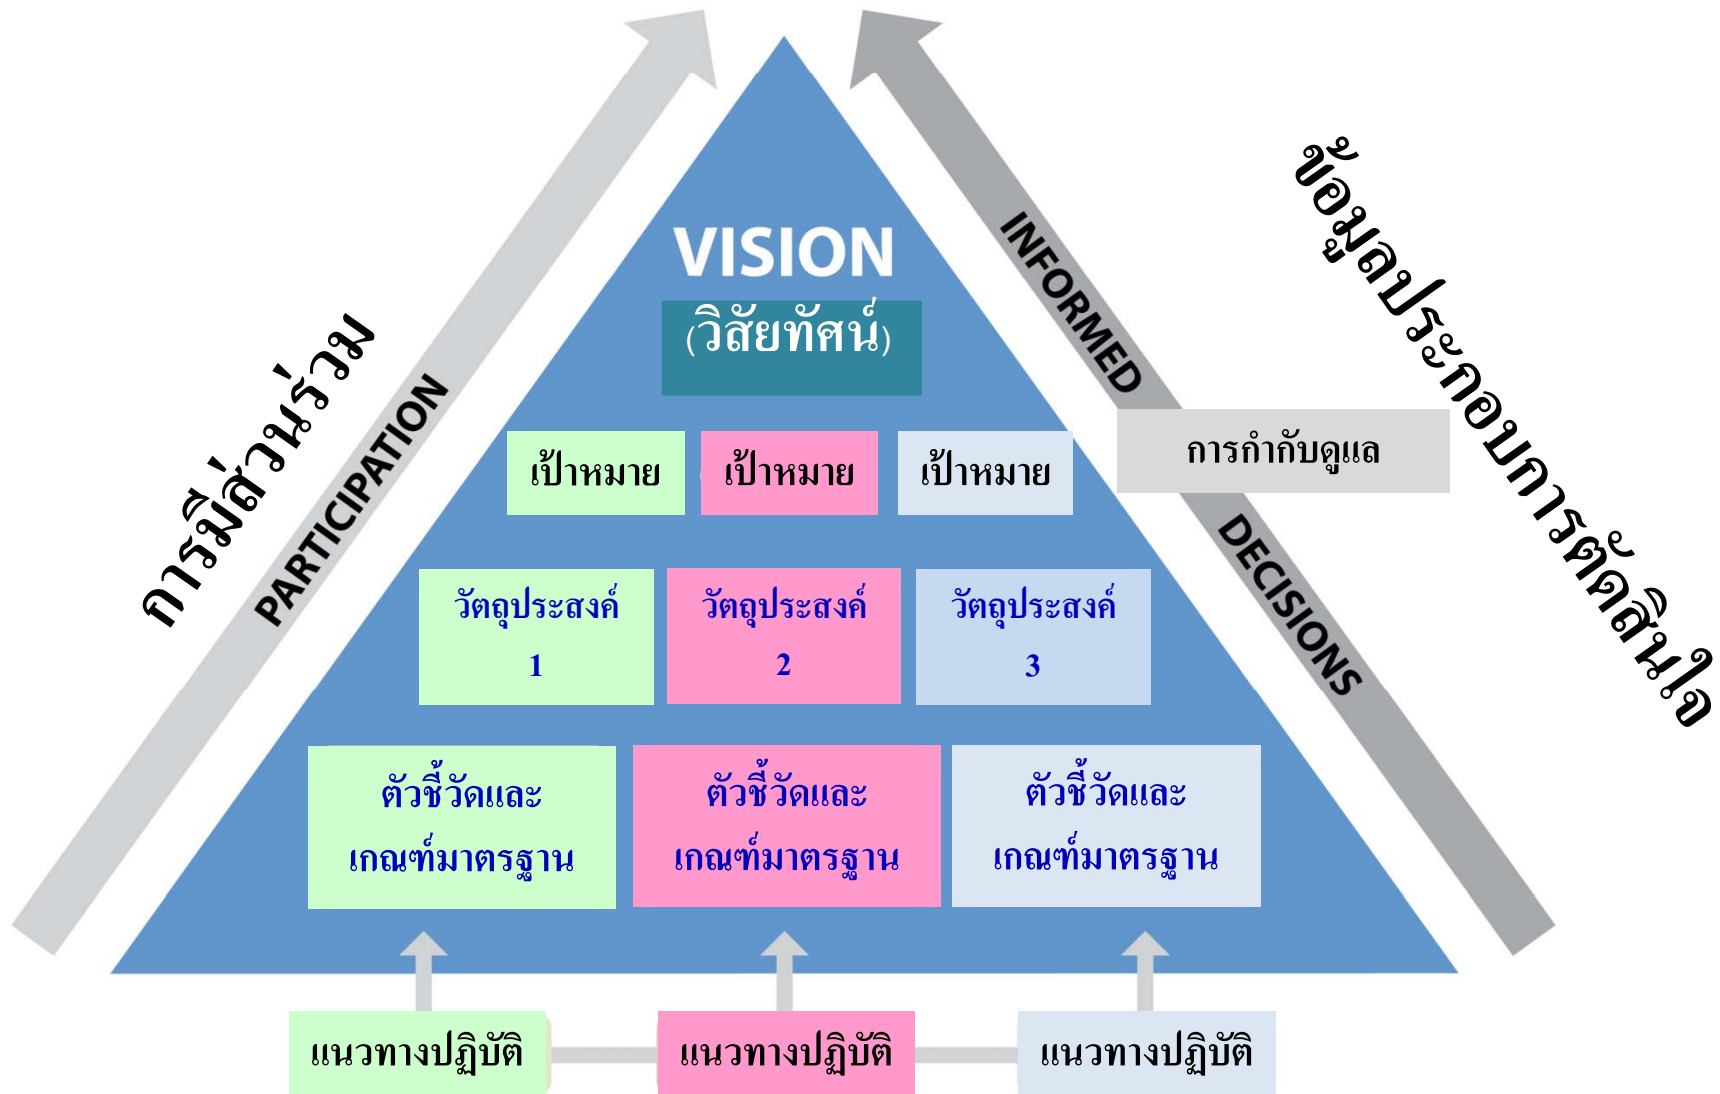 VISION
(วิสัยทัศน์)
การมีส่วนร่วม
PARTICIPATION
INFORMED
DECISIONS
ข้อมูลประกอบการตัดสินใจ
การกำกับดูแล
เป้าหมาย
เป้าหมาย
เป้าหมาย
วัตถุประสงค์
1
วัตถุประสงค์
2
วัตถุประสงค์
3
ตัวชี้วัดและ
เกณฑ์มาตรฐาน
ตัวชี้วัดและ
เกณฑ์มาตรฐาน
ตัวชี้วัดและ
เกณฑ์มาตรฐาน
แนวทางปฏิบัติ
แนวทางปฏิบัติ
แนวทางปฏิบัติ